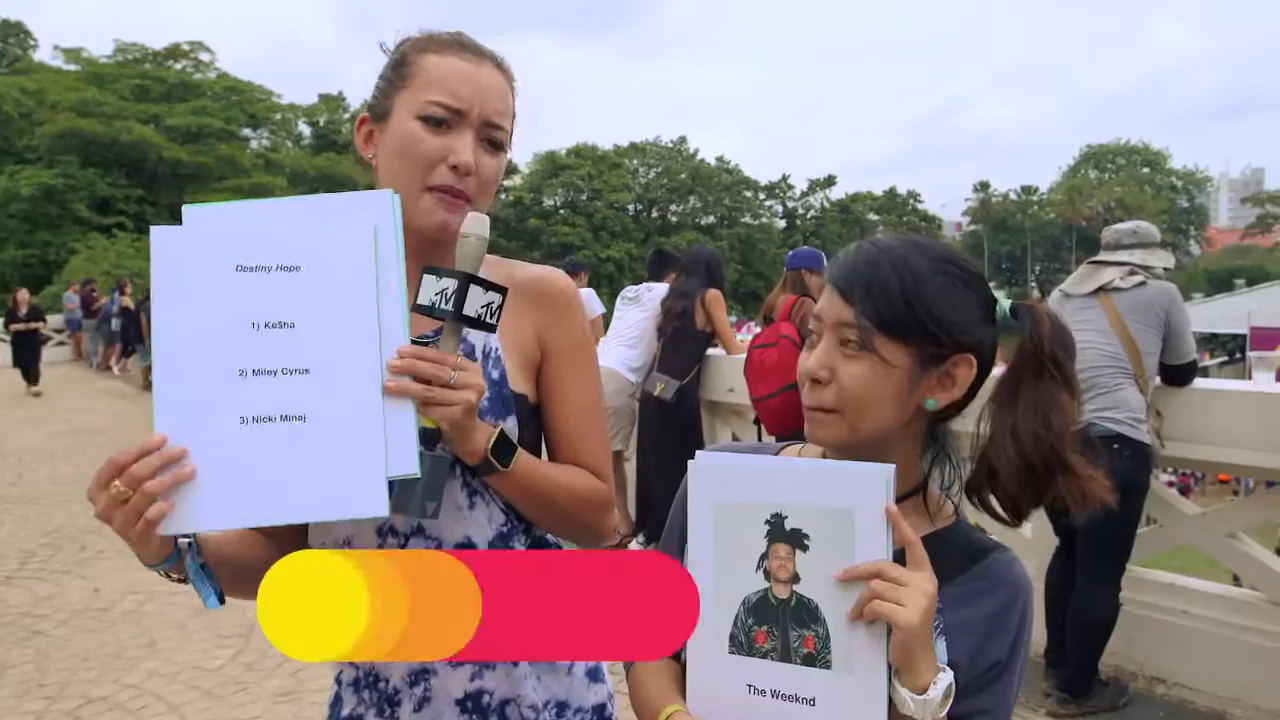 Destiny Hope
1) Ke$ha
2) Miley Cyrus
3) Nicki Minaj
MTV
MTV
The Weeknd